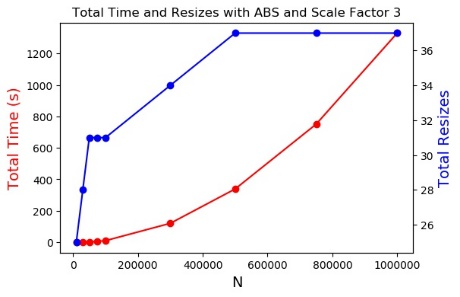 Total Time and Resizes with ABS and Scale Factor 3
Total Time (s)
1200
1000
800
600
400
200
0
36
34
32
30
28
26
Total Resizes
0 200000 400000 600000 800000 1000000
N